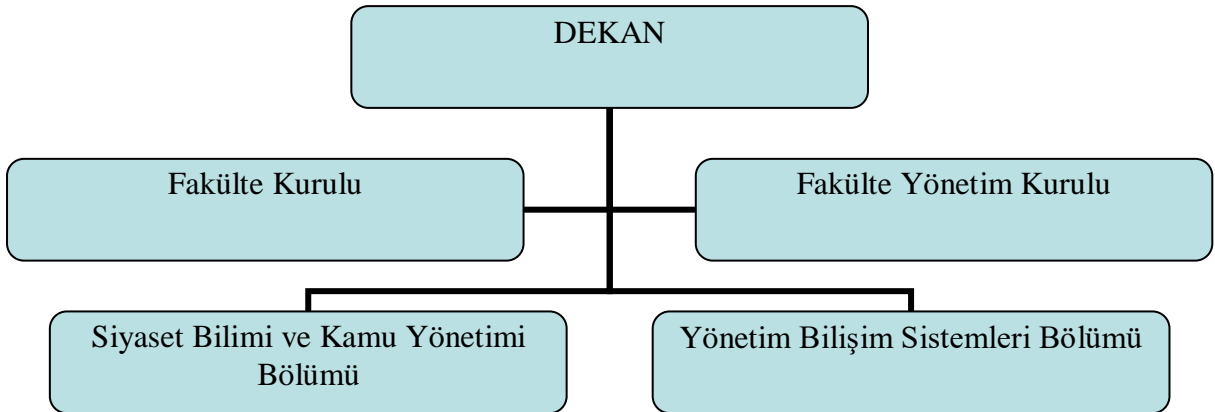 DEKAN
Fakülte Kurulu
Fakülte Yönetim Kurulu
Siyaset Bilimi ve Kamu Yönetimi
Bölümü
Yönetim Bilişim Sistemleri Bölümü